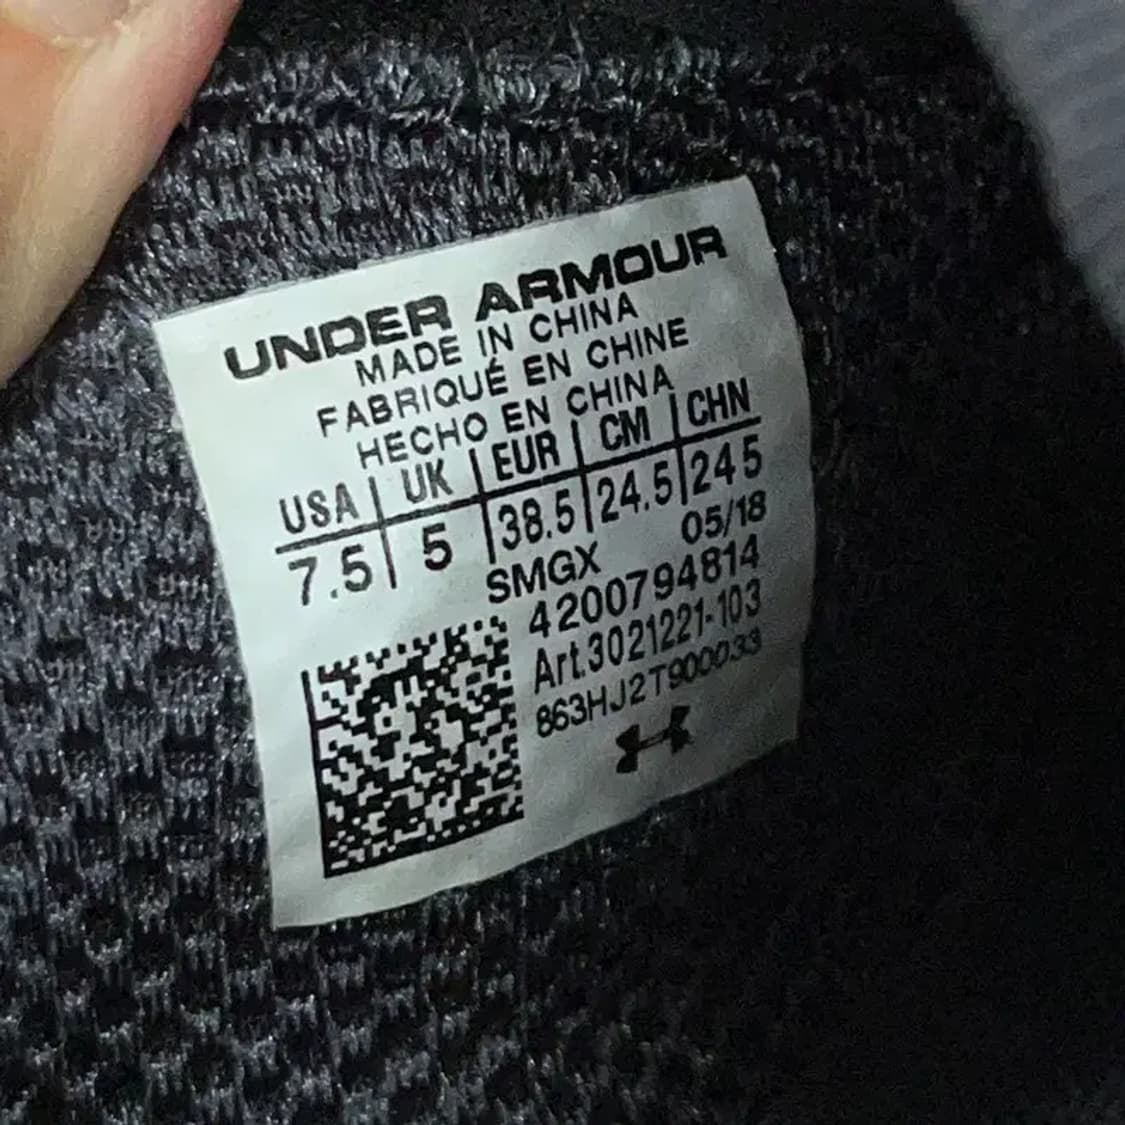 UNDER ARMOUR
MADE IN CHINA
FABRIQUÉ EN CHINE
HECHO EN CHINA
USA UK EUR CM CHN
7.5 5 38.5 24.5 245
05/18
SMGX
4200794814
Art.3021221-103
863HJ2T900033